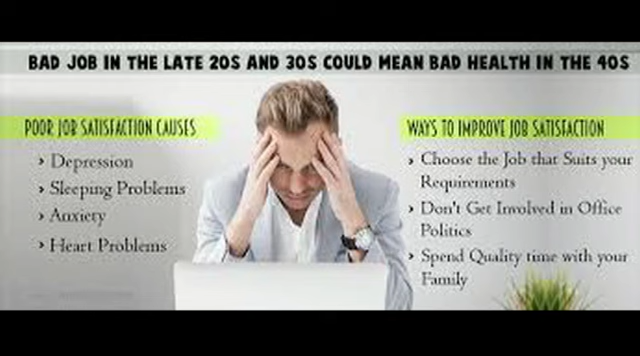 BAD JOB IN THE LATE 20S AND 30S COULD MEAN BAD HEALTH IN THE 40S
POOR JOB SATISFACTION CAUSES
› Depression
› Sleeping Problems
› Anxiety
› Heart Problems
WAYS TO IMPROVE JOB SATISFACTION
› Choose the Job that Suits your
Requirements
› Don't Get Involved in Office
Politics
› Spend Quality time with your
Family